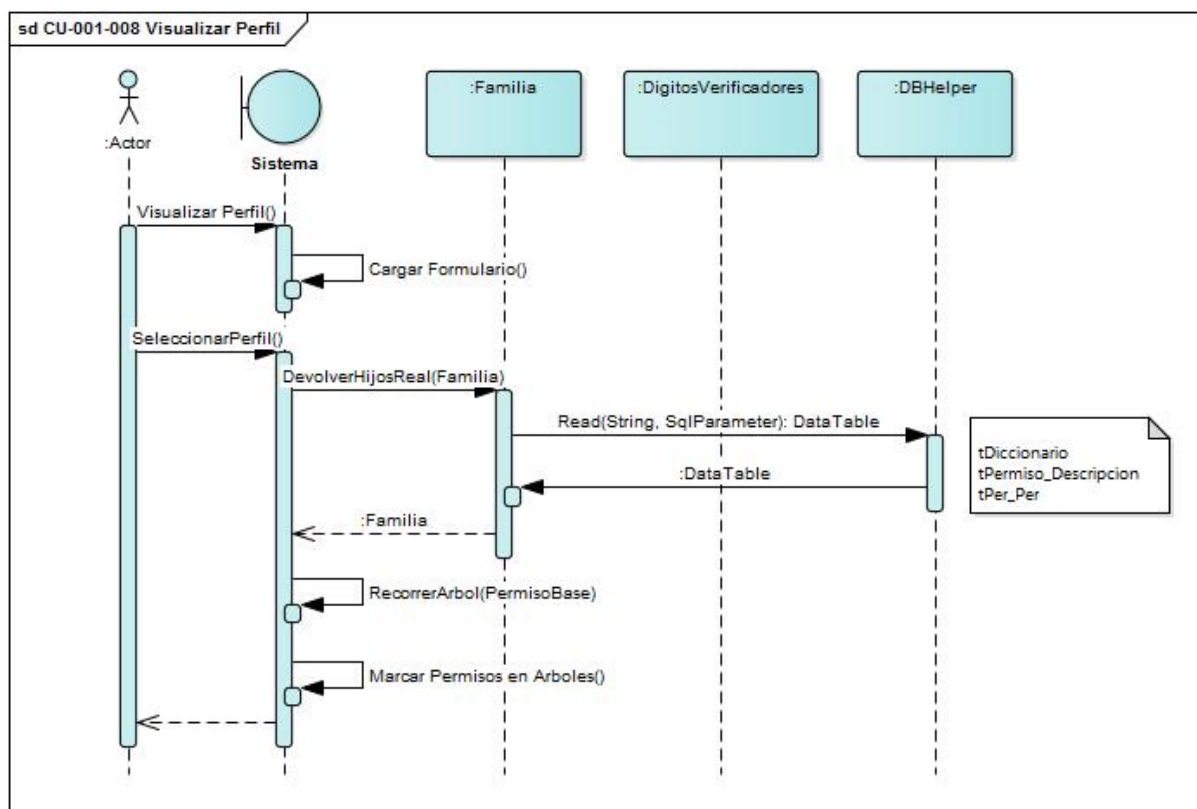 sd CU-001-008 Visualizar Perfil
:Actor
Sistema
:Familia
:DigitosVerificadores
:DBHelper
Visualizar Perfil()
Cargar Formulario()
SeleccionarPerfil()
DevolverHijosReal(Familia)
Read(String, SqlParameter): DataTable
tDiccionario
tPermiso_Descripcion
tPer_Per
:DataTable
:Familia
RecorrerArbol(PermisoBase)
Marcar Permisos en Arboles()